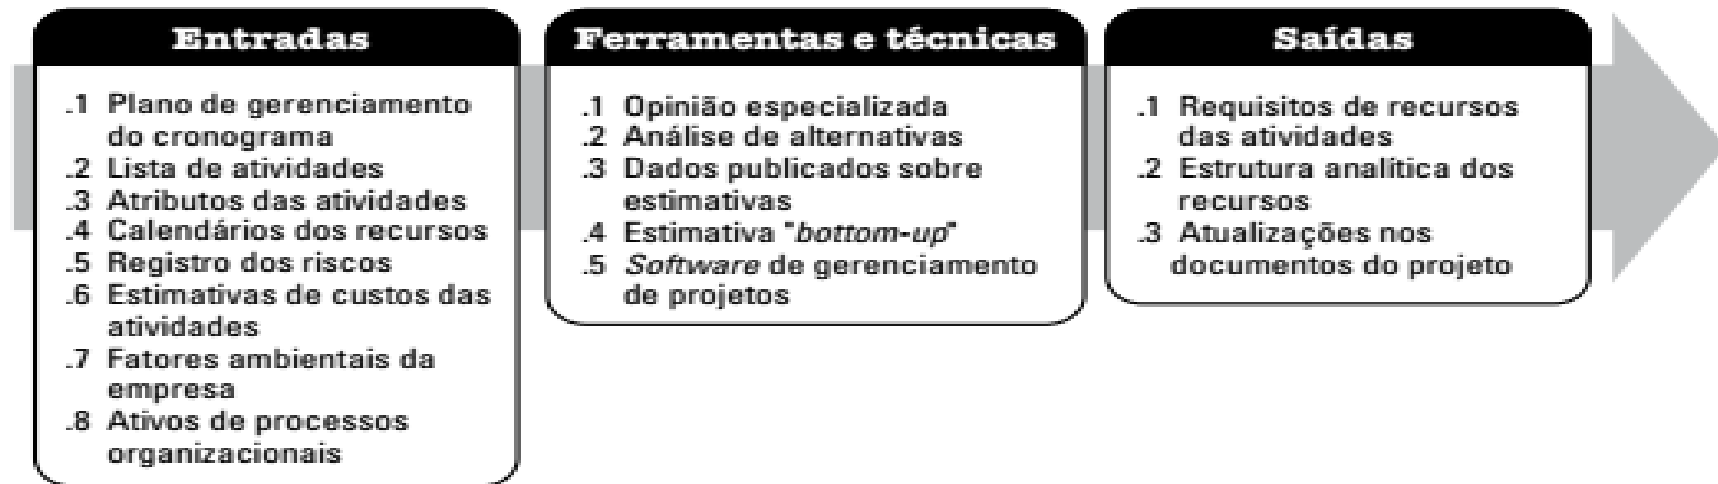 Entradas
.1 Plano de gerenciamento
do cronograma
.2 Lista de atividades
.3 Atributos das atividades
.4 Calendários dos recursos
.5 Registro dos riscos
.6 Estimativas de custos das
atividades
.7 Fatores ambientais da
empresa
.8 Ativos de processos
organizacionais
Ferramentas e técnicas
.1 Opinião especializada
.2 Análise de alternativas
.3 Dados publicados sobre
estimativas
.4 Estimativa "bottom-up"
.5 Software de gerenciamento
de projetos
Saídas
.1 Requisitos de recursos
das atividades
.2 Estrutura analítica dos
recursos
.3 Atualizações nos
documentos do projeto